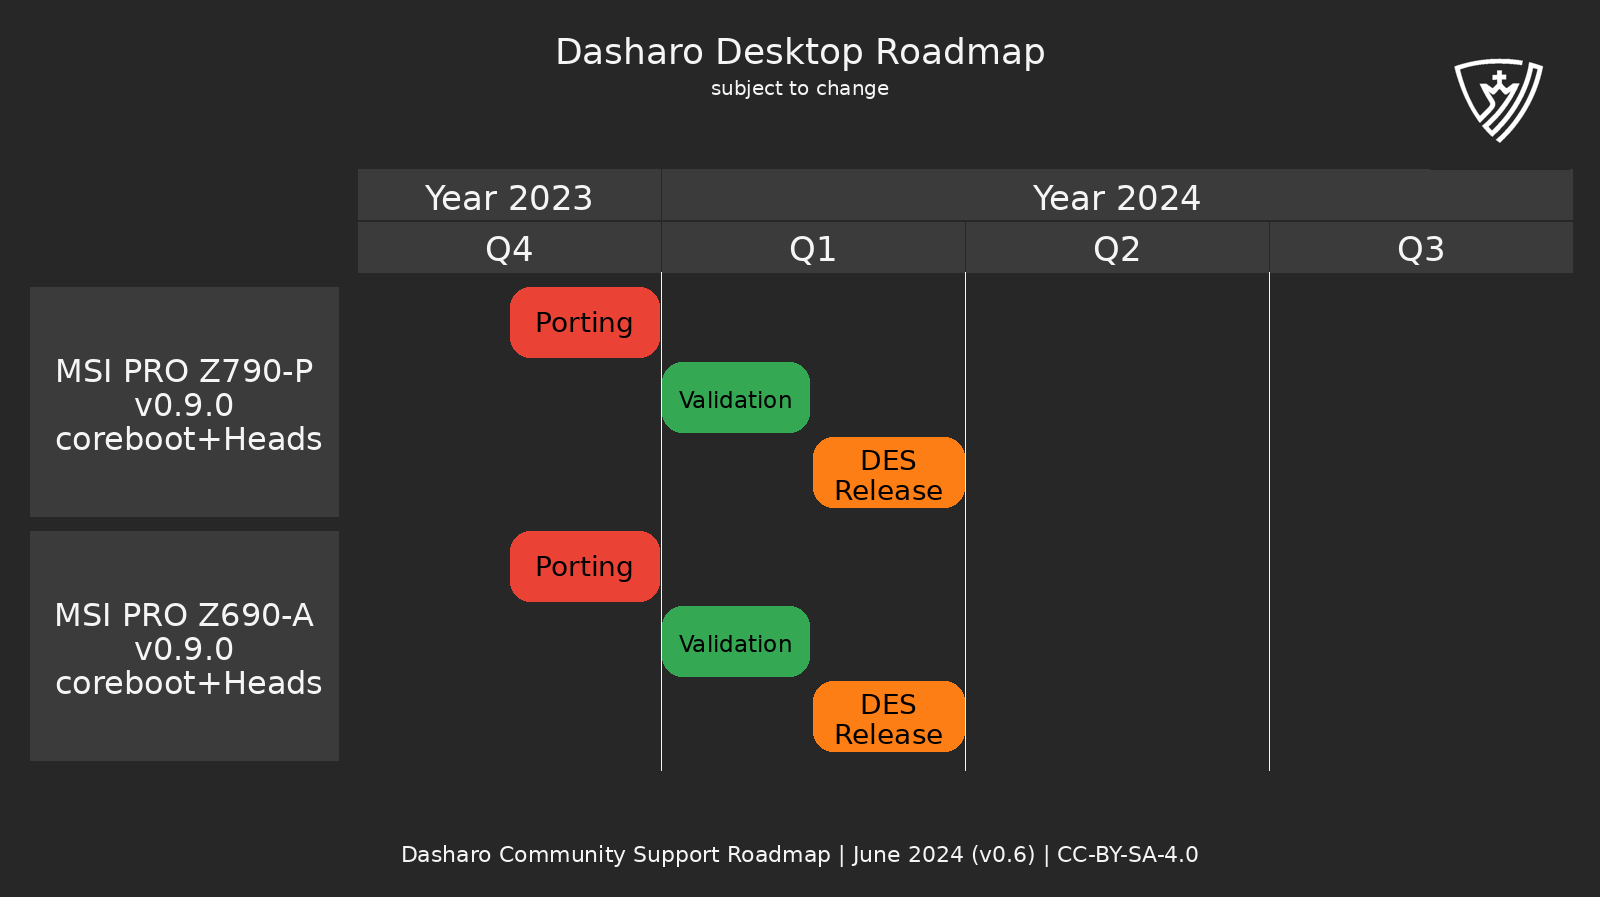 Dasharo Desktop Roadmap
subject to change
Year 2023
Year 2024
Q4
Q1
Q2
Q3
MSI PRO Z790-P
v0.9.0
coreboot+Heads
Porting
Validation
DES
Release
MSI PRO Z690-A
v0.9.0
coreboot+Heads
Porting
Validation
DES
Release
Dasharo Community Support Roadmap | June 2024 (v0.6) | CC-BY-SA-4.0